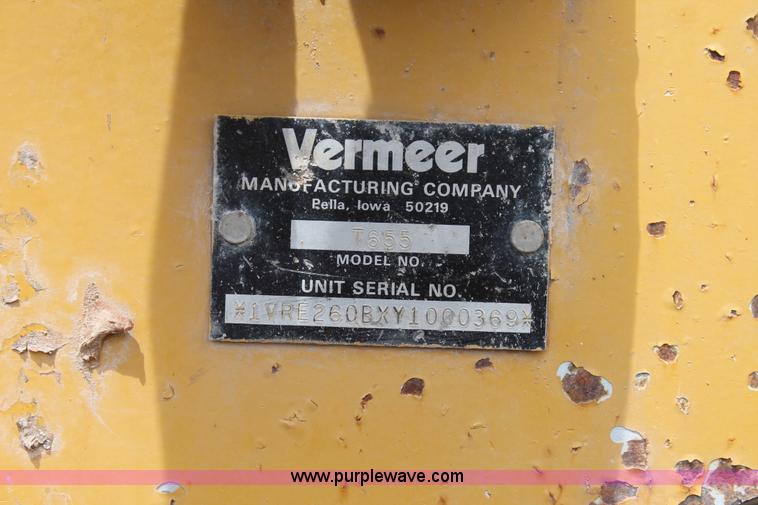 Vermeer
MANUFACTURING COMPANY
Pella, Iowa 50219
T655
MODEL NO.
UNIT SERIAL NO.
*1VRE260BXY1000369*
www.purplewave.com